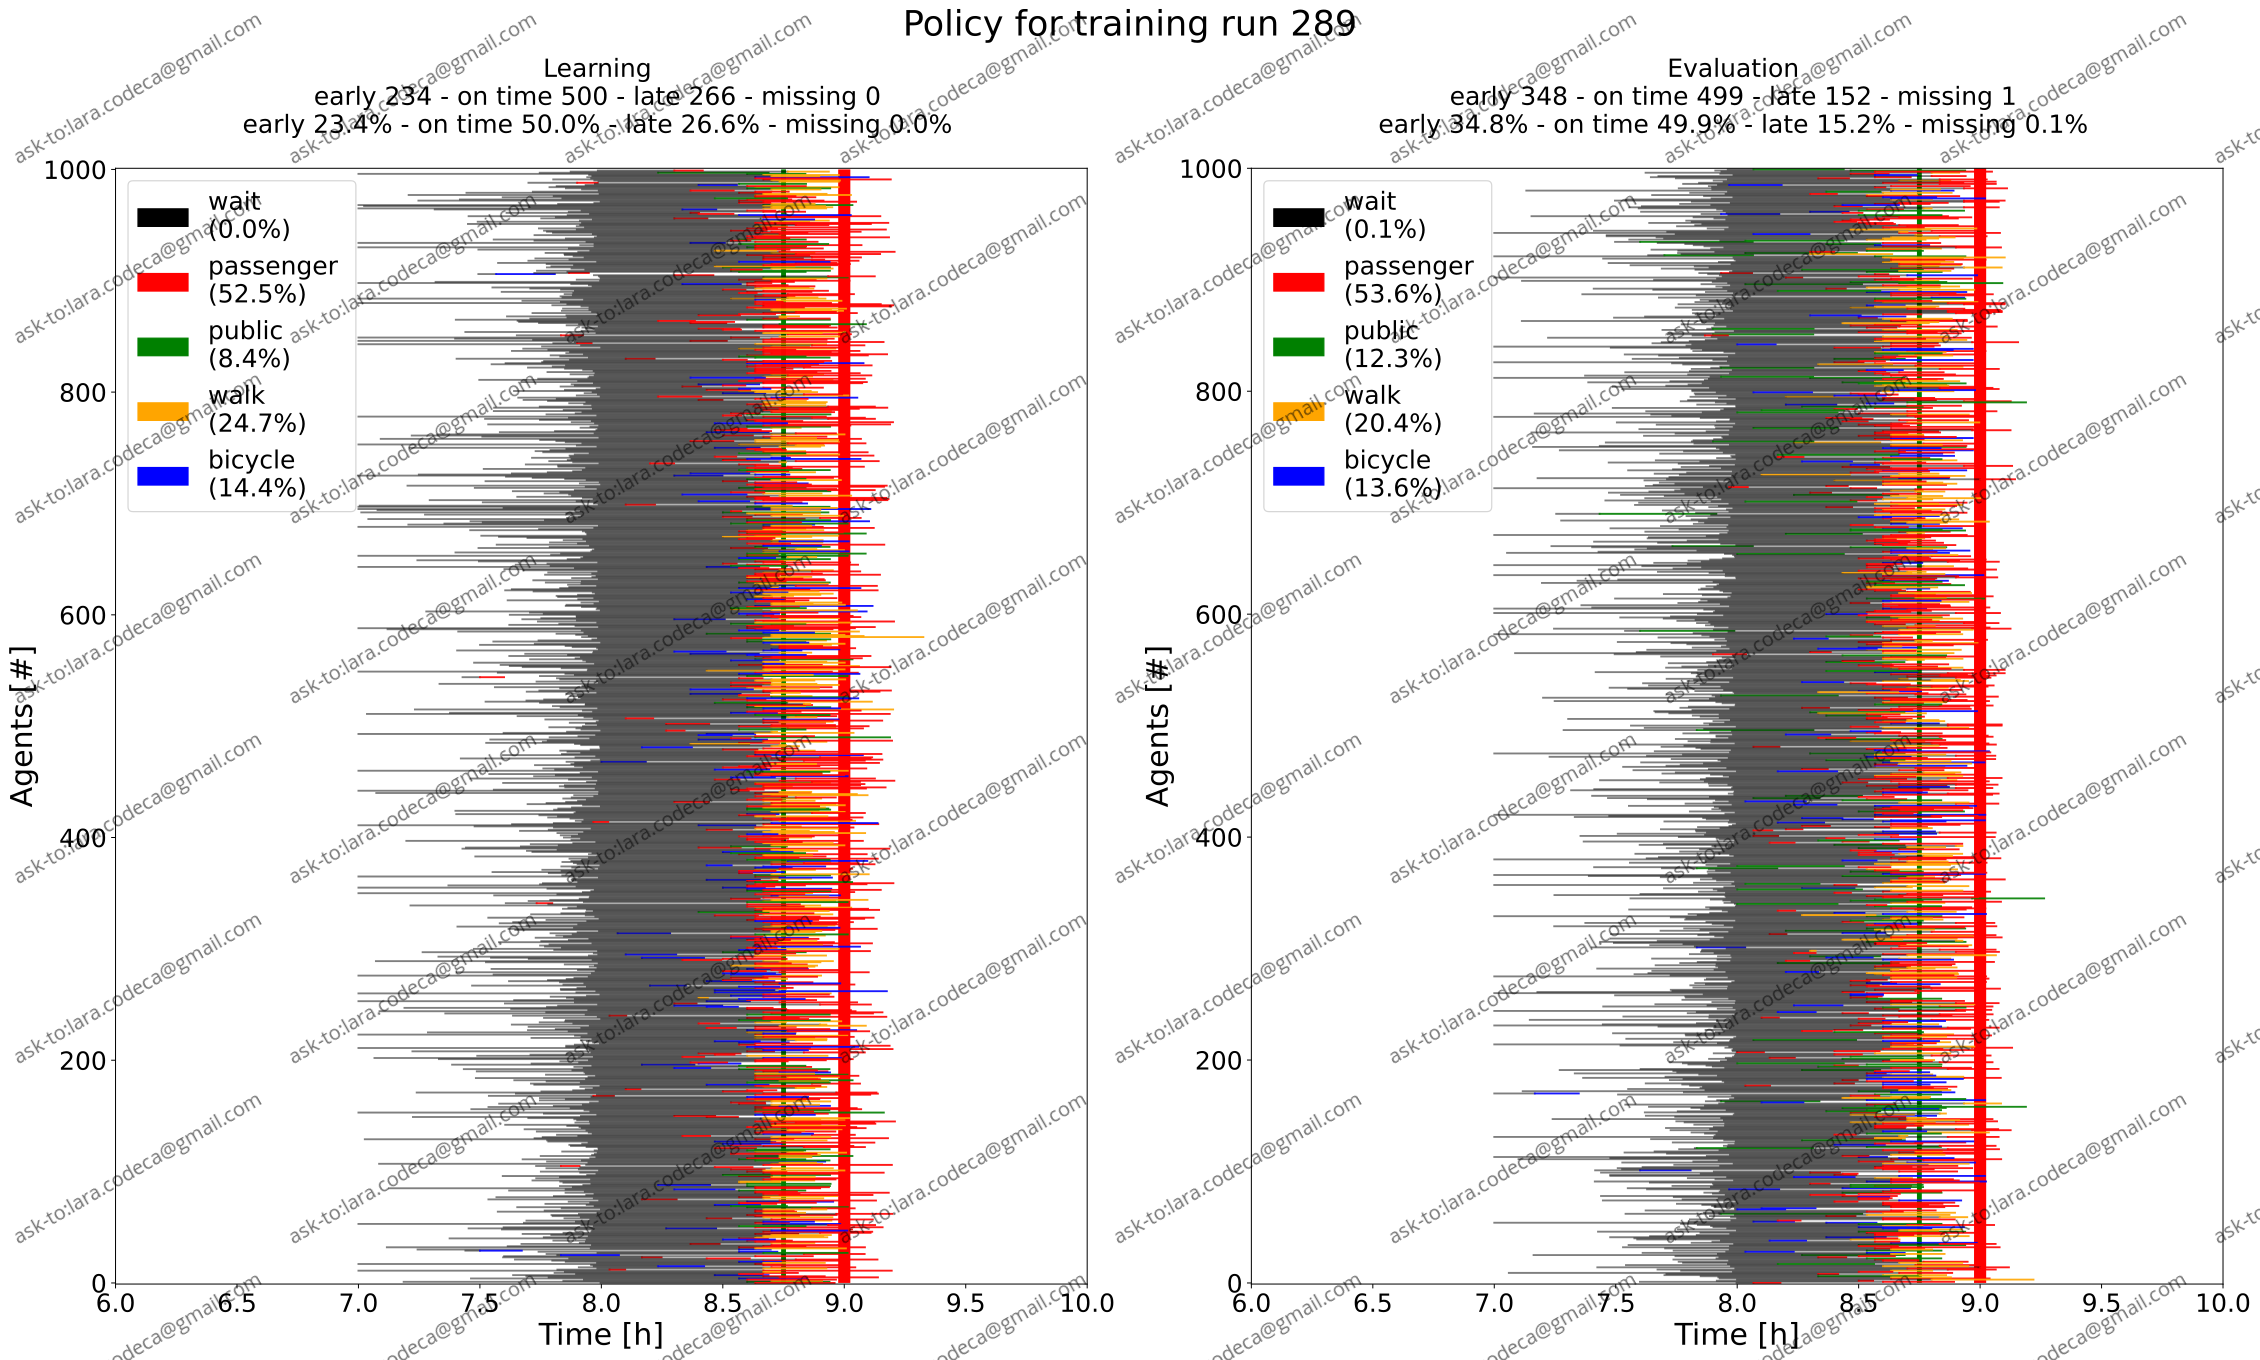 Policy for training run 289
Learning
early 234 - on time 500 - late 266 - missing 0
early 23.4% - on time 50.0% - late 26.6% - missing 0.0%
Evaluation
early 348 - on time 499 - late 152 - missing 1
early 34.8% - on time 49.9% - late 15.2% - missing 0.1%
wait
(0.0%)
passenger
(52.5%)
public
(8.4%)
walk
(24.7%)
bicycle
(14.4%)
wait
(0.1%)
passenger
(53.6%)
public
(12.3%)
walk
(20.4%)
bicycle
(13.6%)
1000
800
600
400
200
0
Agents [#]
6.0 6.5 7.0 7.5 8.0 8.5 9.0 9.5 10.0
Time [h]
1000
800
600
400
200
0
Agents [#]
6.0 6.5 7.0 7.5 8.0 8.5 9.0 9.5 10.0
Time [h]
ask-to:lara.codeca@gmail.com